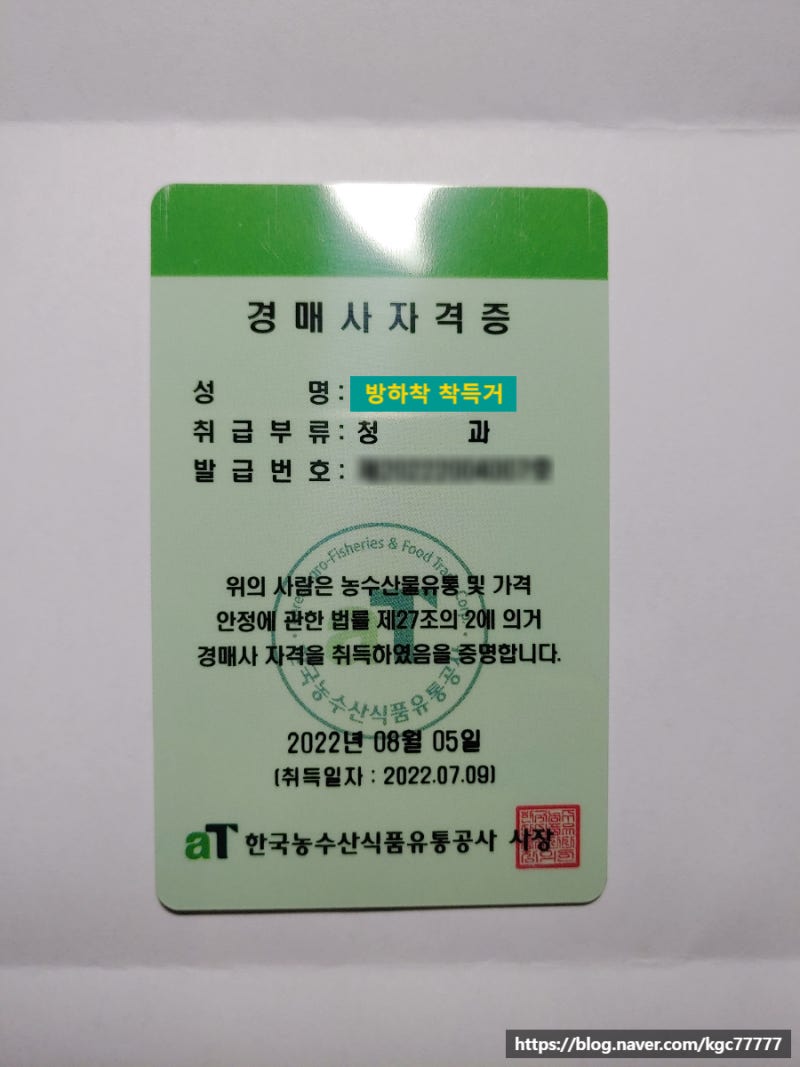 경매사자격증
성 명 : 방하착 착득거
취급부류 : 청 과
발급번호 :
위의 사람은 농수산물유통 및 가격
안정에 관한 법률 제27조의 2에 의거
경매사 자격을 취득하였음을 증명합니다.
2022년 08월 05일
(취득일자 : 2022.07.09)
aT 한국농수산식품유통공사 사장
https://blog.naver.com/kgc77777